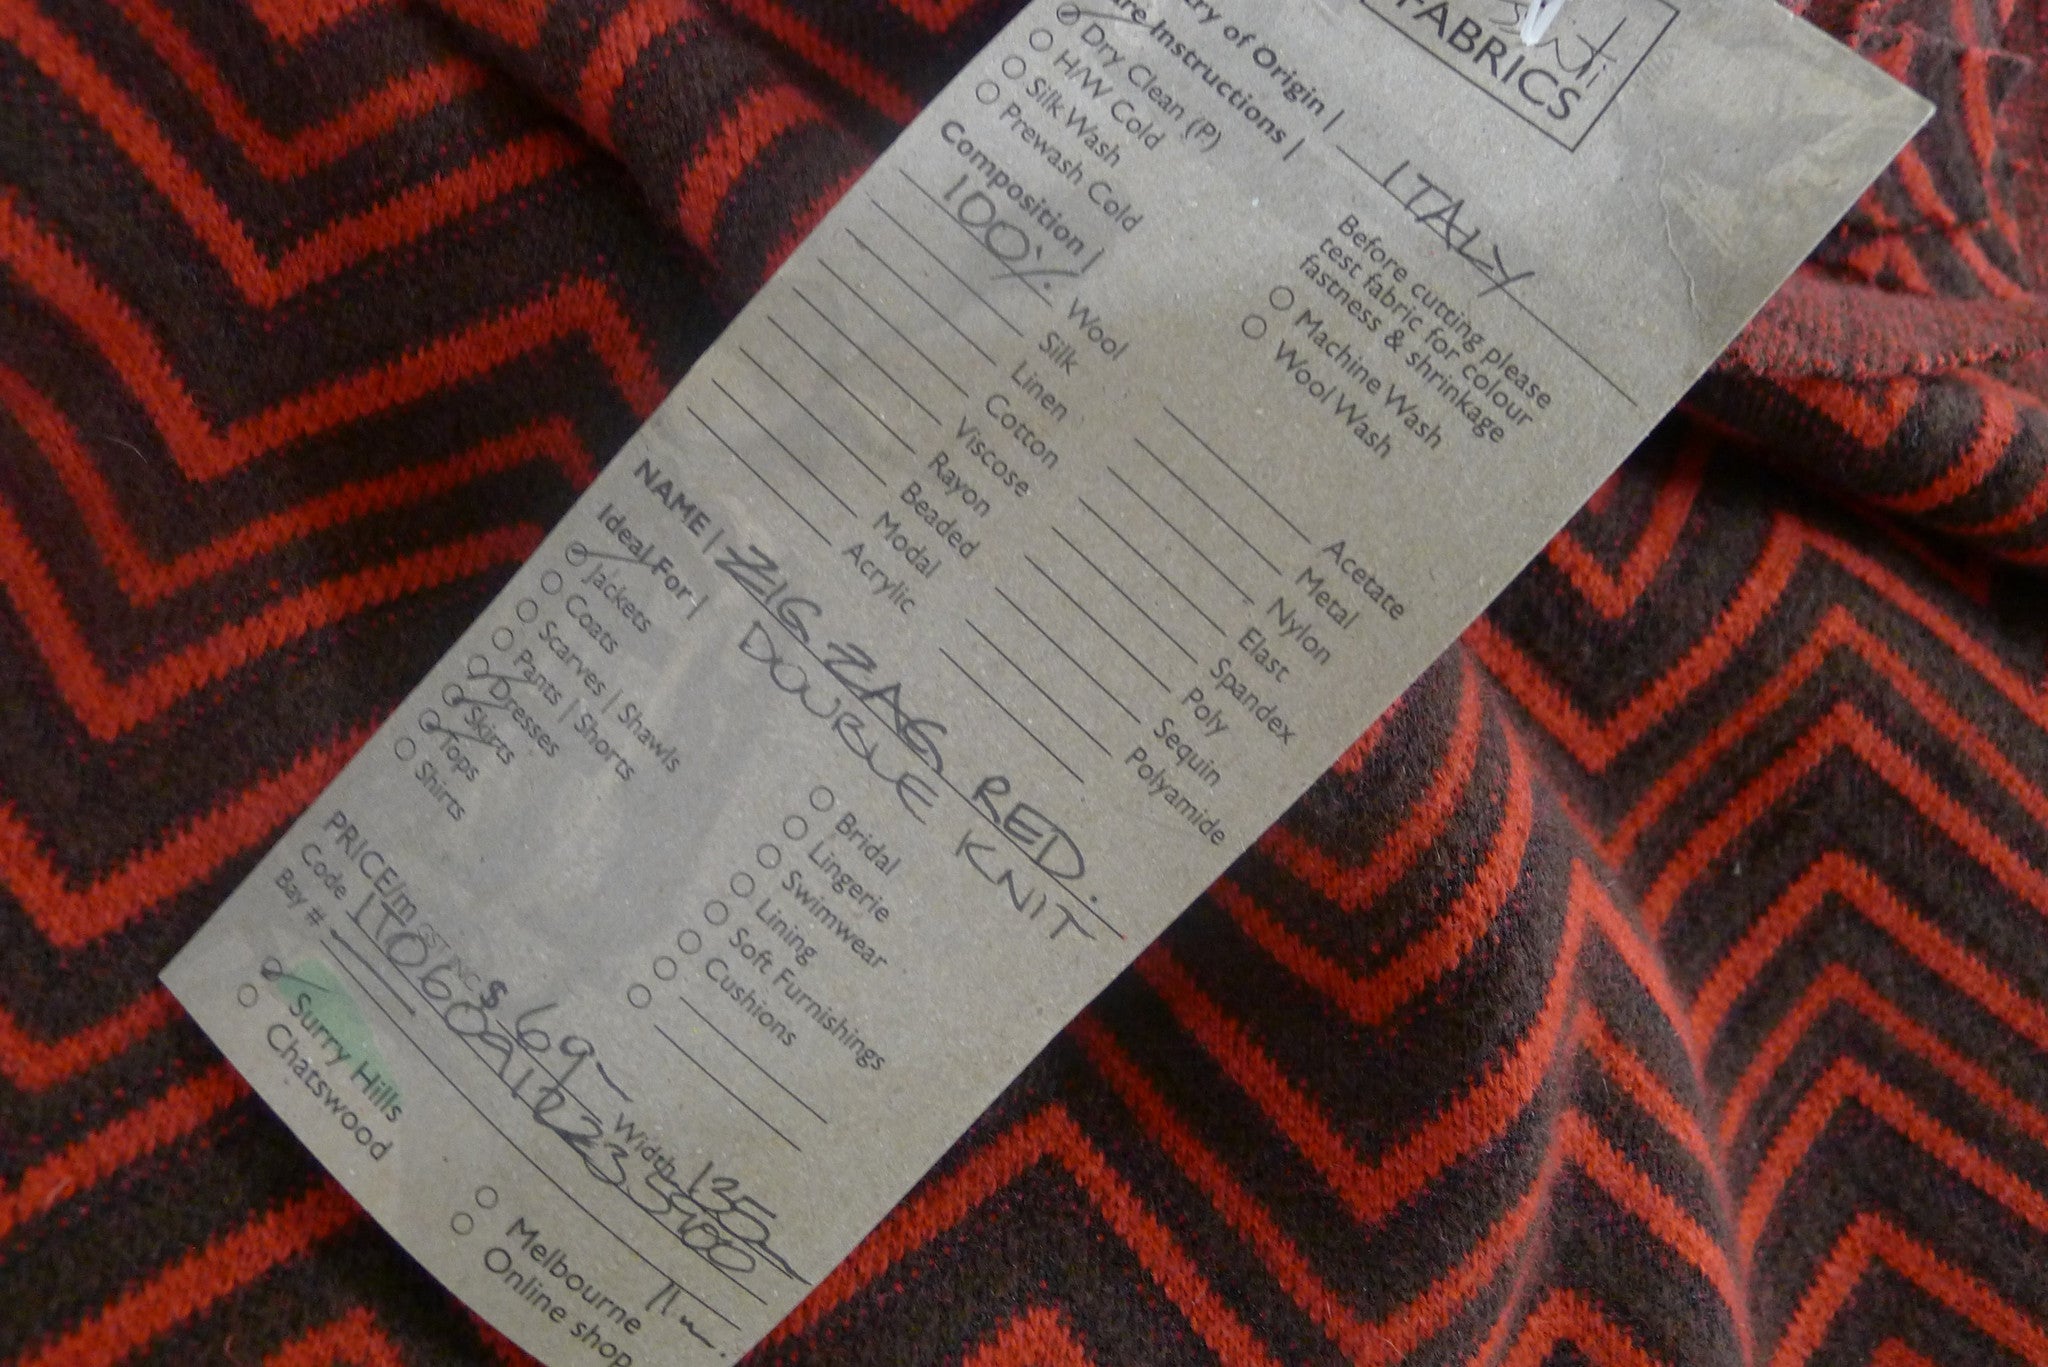 FABRICS
ry of Origin | ITALY
re Instructions |
Dry Clean (P)
H/W Cold
Silk Wash
Prewash Cold
Before cutting please
test fabric for colour
fastness & shrinkage
Machine Wash
Wool Wash
Composition |
100% Wool
Silk
Linen
Cotton
Viscose
Rayon
Beaded
Modal
Acrylic
Acetate
Metal
Nylon
Elast
Spandex
Poly
Sequin
Polyamide
NAME | ZIG ZAG RED.
DOUBLE KNIT
Ideal For |
Jackets
Coats
Scarves | Shawls
Pants | Shorts
Dresses
Skirts
Tops
Shirts
Bridal
Lingerie
Swimwear
Lining
Soft Furnishings
Cushions
PRICE/m GST INC $ 69- Width 135
Code
Bay #
Surry Hills
Chatswood
Melbourne
Online shop